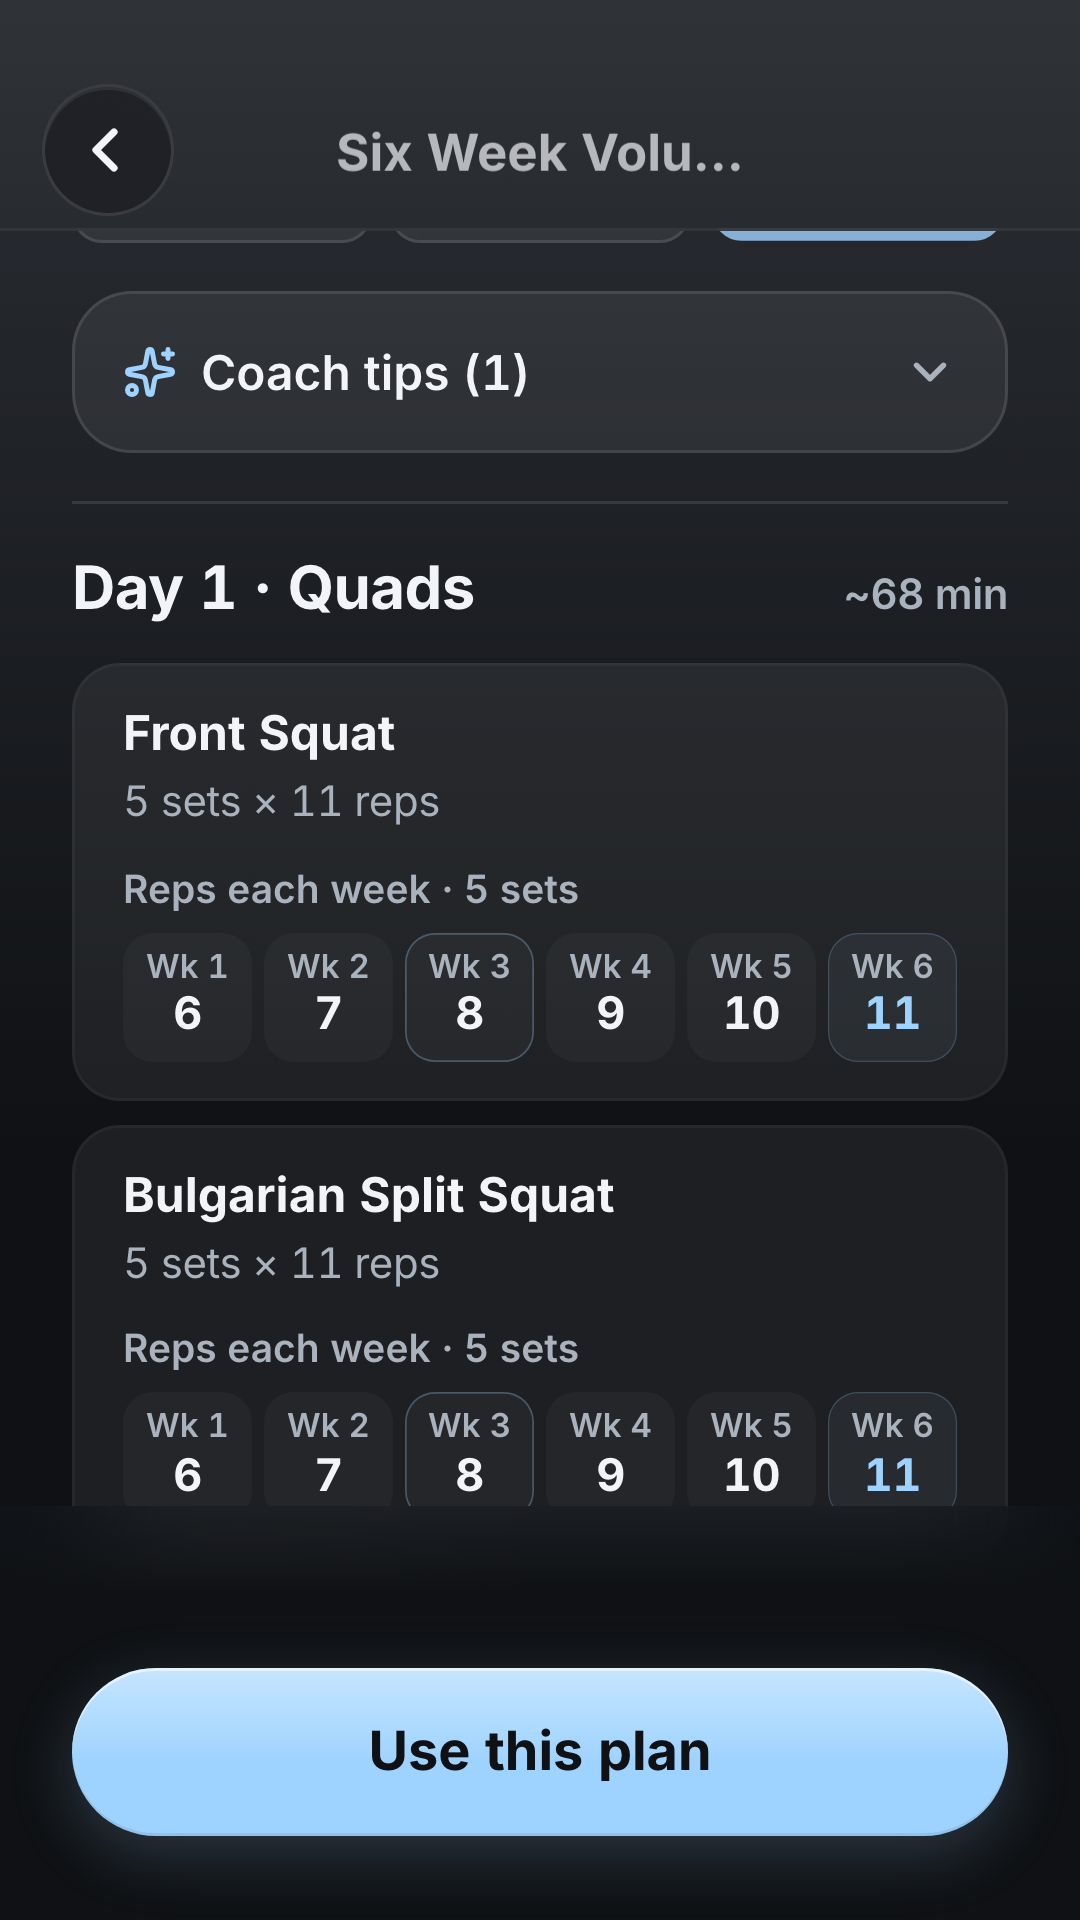 Six Week Volu...
Coach tips (1)
Day 1 · Quads
~68 min
Front Squat
5 sets × 11 reps
Reps each week · 5 sets
Wk 1 Wk 2 Wk 3 Wk 4 Wk 5 Wk 6
6 7 8 9 10 11
Bulgarian Split Squat
5 sets × 11 reps
Reps each week · 5 sets
Wk 1 Wk 2 Wk 3 Wk 4 Wk 5 Wk 6
6 7 8 9 10 11
Use this plan